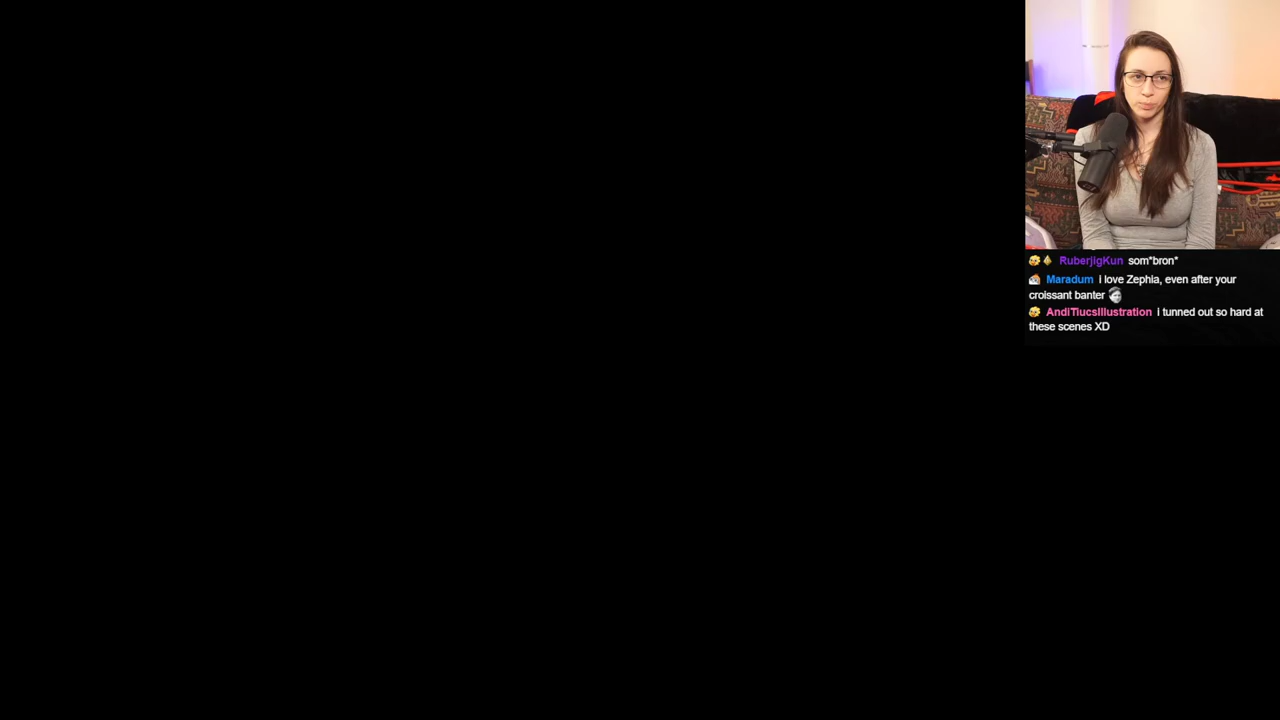 RuberjigKun som*bron*
Maradum i love Zephia, even after your
croissant banter
AndiTiucsIllustration i tunned out so hard at
these scenes XD